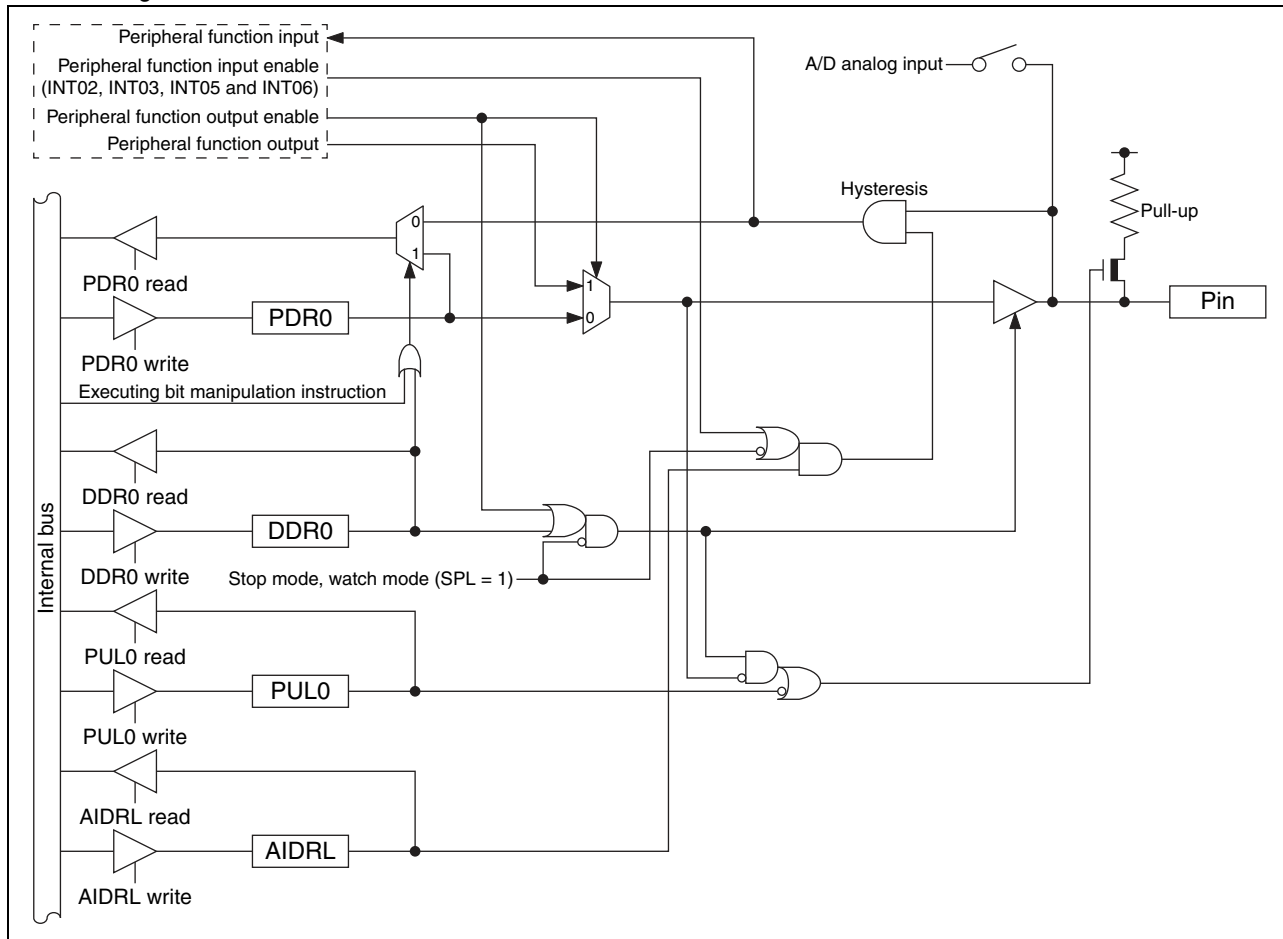 Peripheral function input
Peripheral function input enable
(INT02, INT03, INT05 and INT06)
Peripheral function output enable
Peripheral function output
A/D analog input
Hysteresis
Pull-up
0
1
PDR0 read
1
0
PDR0
Pin
PDR0 write
Executing bit manipulation instruction
DDR0 read
DDR0
DDR0 write
Stop mode, watch mode (SPL = 1)
Internal bus
PUL0 read
PUL0
PUL0 write
AIDRL read
AIDRL
AIDRL write